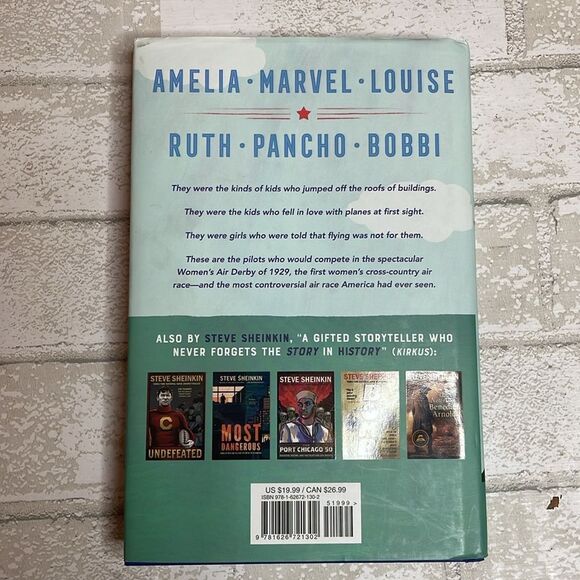 AMELIA · MARVEL · LOUISE
RUTH · PANCHO · BOBBI
They were the kinds of kids who jumped off the roofs of buildings.
They were the kids who fell in love with planes at first sight.
They were girls who were told that flying was not for them.
These are the pilots who would compete in the spectacular
Women's Air Derby of 1929, the first women's cross-country air
race—and the most controversial air race America had ever seen.
ALSO BY STEVE SHEINKIN, "A GIFTED STORYTELLER WHO
NEVER FORGETS THE STORY IN HISTORY" (KIRKUS):
STEVE SHEINKIN
UNDEFEATED
STEVE SHEINKIN
MOST
DANGEROUS
STEVE SHEINKIN
PORT CHICAGO 50
Benedict
Arnold
US $19.99 / CAN $26.99
ISBN 978-1-62672-130-2
51999>
9 781626 721302